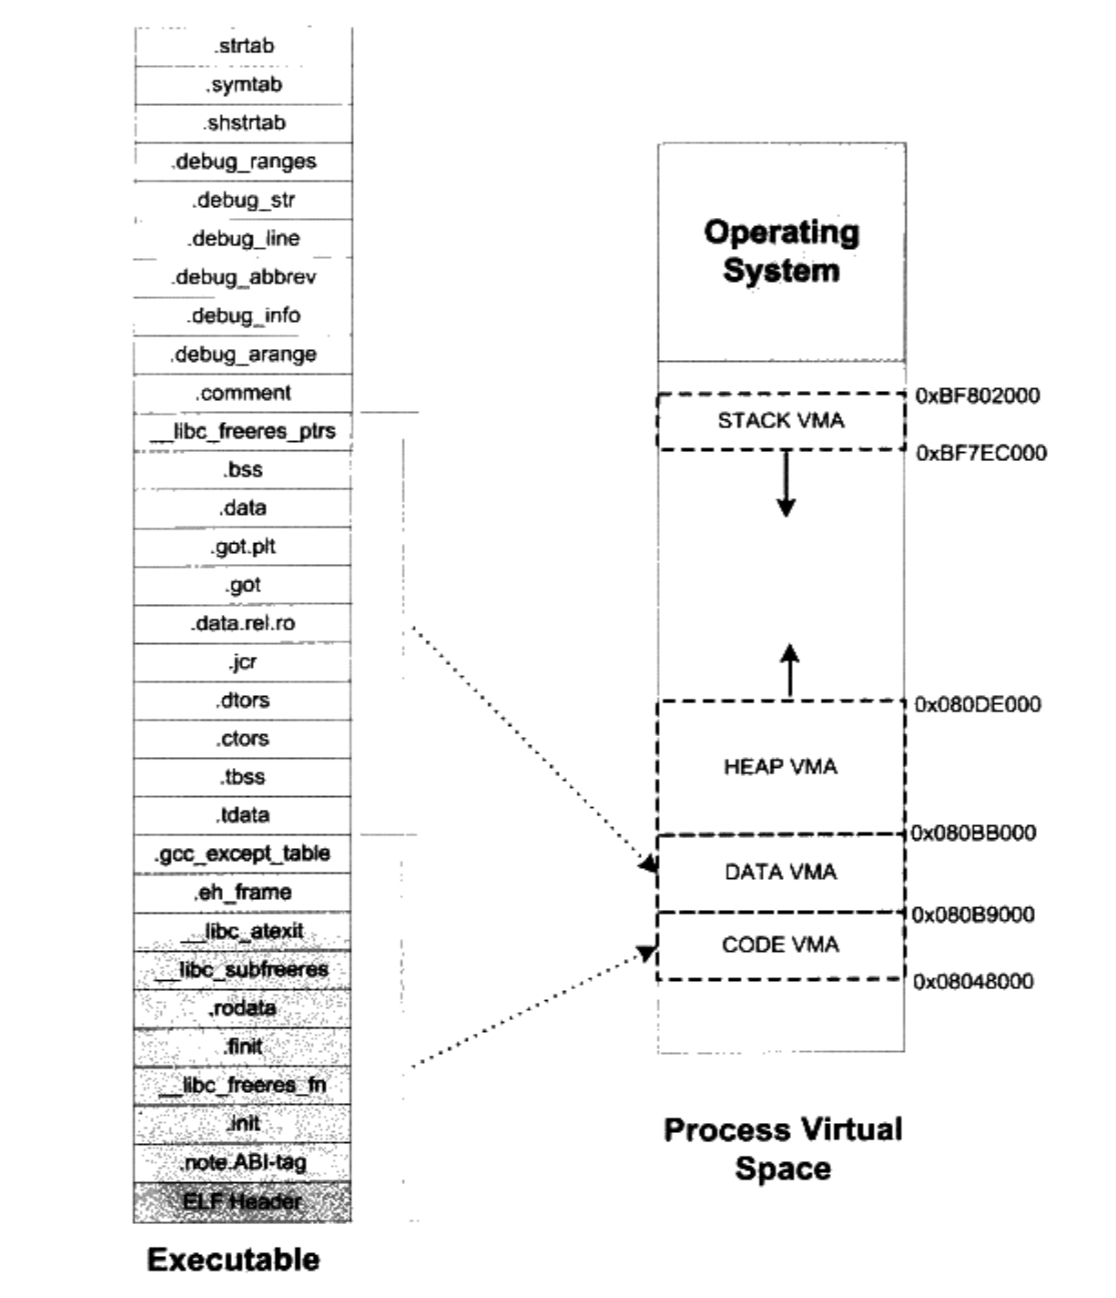 .strtab
.symtab
.shstrtab
.debug_ranges
.debug_str
.debug_line
.debug_abbrev
.debug_info
.debug_arange
.comment
__libc_freeres_ptrs
.bss
.data
.got.plt
.got
.data.rel.ro
.jcr
.dtors
.ctors
.tbss
.tdata
.gcc_except_table
.eh_frame
__libc_atexit
__libc_subfreeres
.rodata
.finit
__libc_freeres_fn
.init
.note.ABI-tag
ELF Header
Executable
Operating
System
0xBF802000
STACK VMA
0xBF7EC000
0x080DE000
HEAP VMA
0x080BB000
DATA VMA
0x080B9000
CODE VMA
0x08048000
Process Virtual
Space